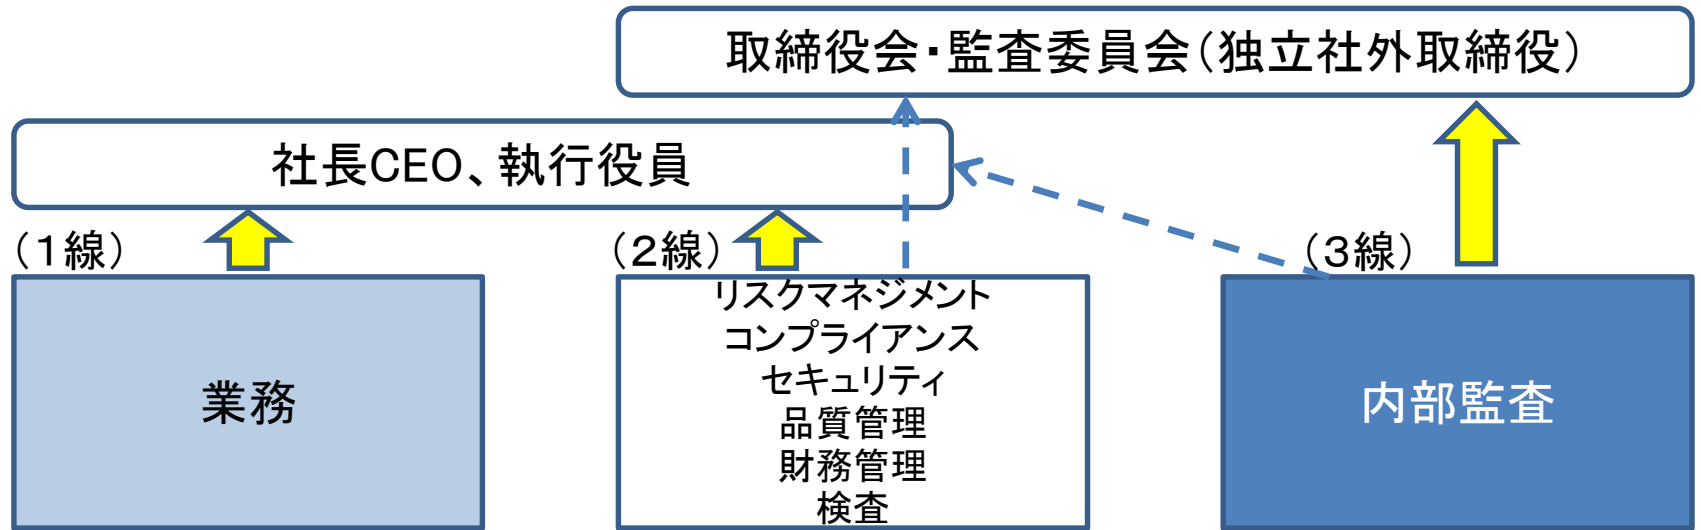 取締役会・監査委員会(独立社外取締役)
社長CEO、執行役員
(1線)
(2線)
(3線)
業務
リスクマネジメント
コンプライアンス
セキュリティ
品質管理
財務管理
検査
内部監査